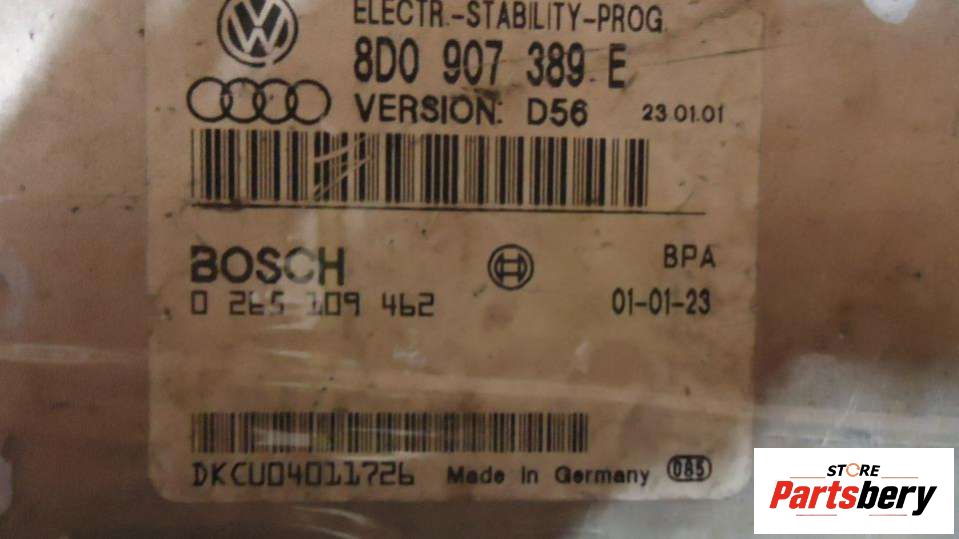 ELECTR.-STABILITY-PROG.
8D0 907 389 E
VERSION: D56 23.01.01
BOSCH BPA
0 265 109 462 01-01-23
DKCU04011726 Made in Germany 085
STORE
Partsbery